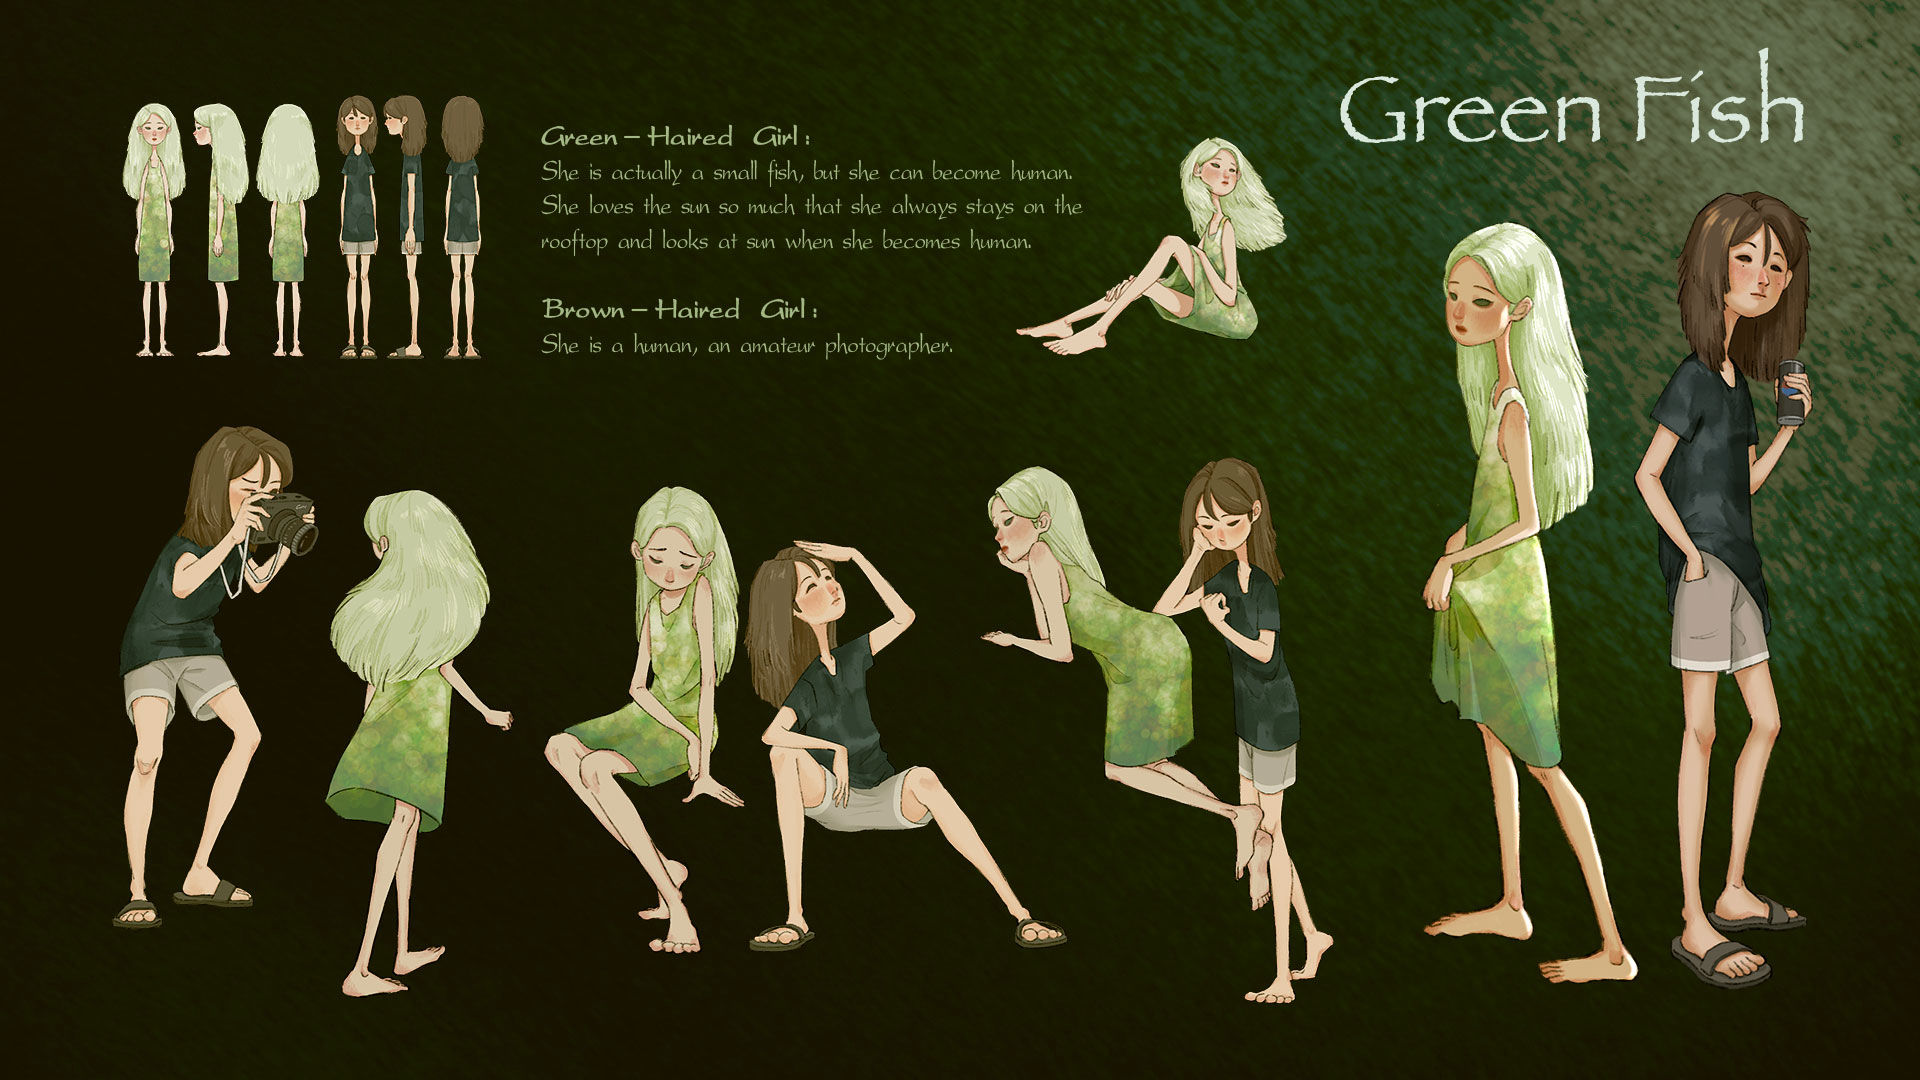 Green Fish
Green-Haired Girl:
She is actually a small fish, but she can become human.
She loves the sun so much that she always stays on the
rooftop and looks at sun when she becomes human.
Brown-Haired Girl:
She is a human, an amateur photographer.